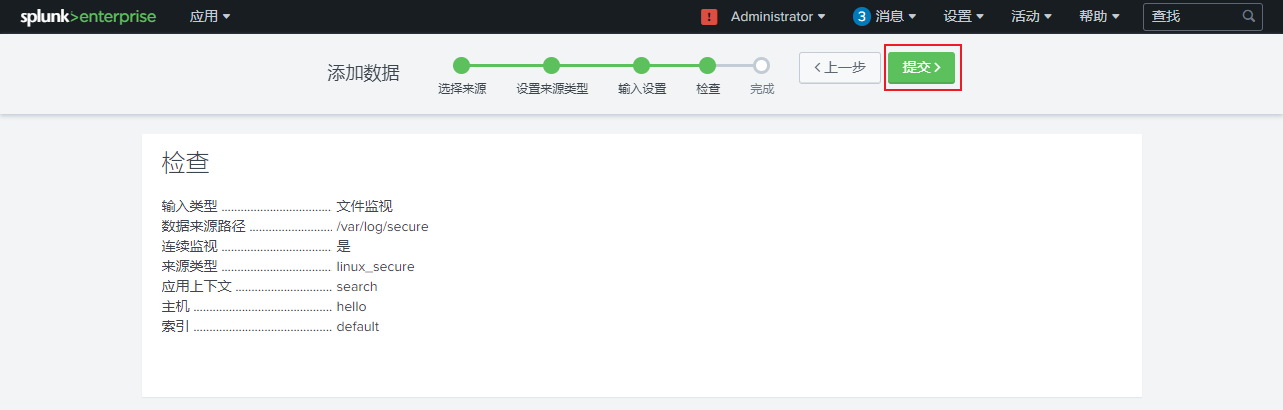 splunk>enterprise 应用 Administrator 3 消息 设置 活动 帮助 查找
添加数据 选择来源 设置来源类型 输入设置 检查 完成 <上一步 提交>
检查
输入类型 .................................. 文件监视
数据来源路径 .......................... /var/log/secure
连续监视 .................................. 是
来源类型 .................................. linux_secure
应用上下文 .............................. search
主机 ........................................... hello
索引 ........................................... default